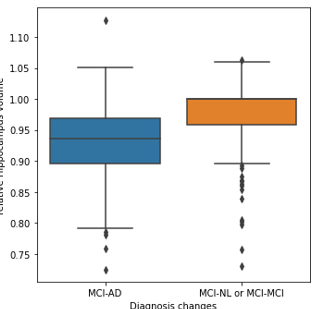 relative hippocampus volume
1.10
1.05
1.00
0.95
0.90
0.85
0.80
0.75
MCI-AD
MCI-NL or MCI-MCI
Diagnosis changes